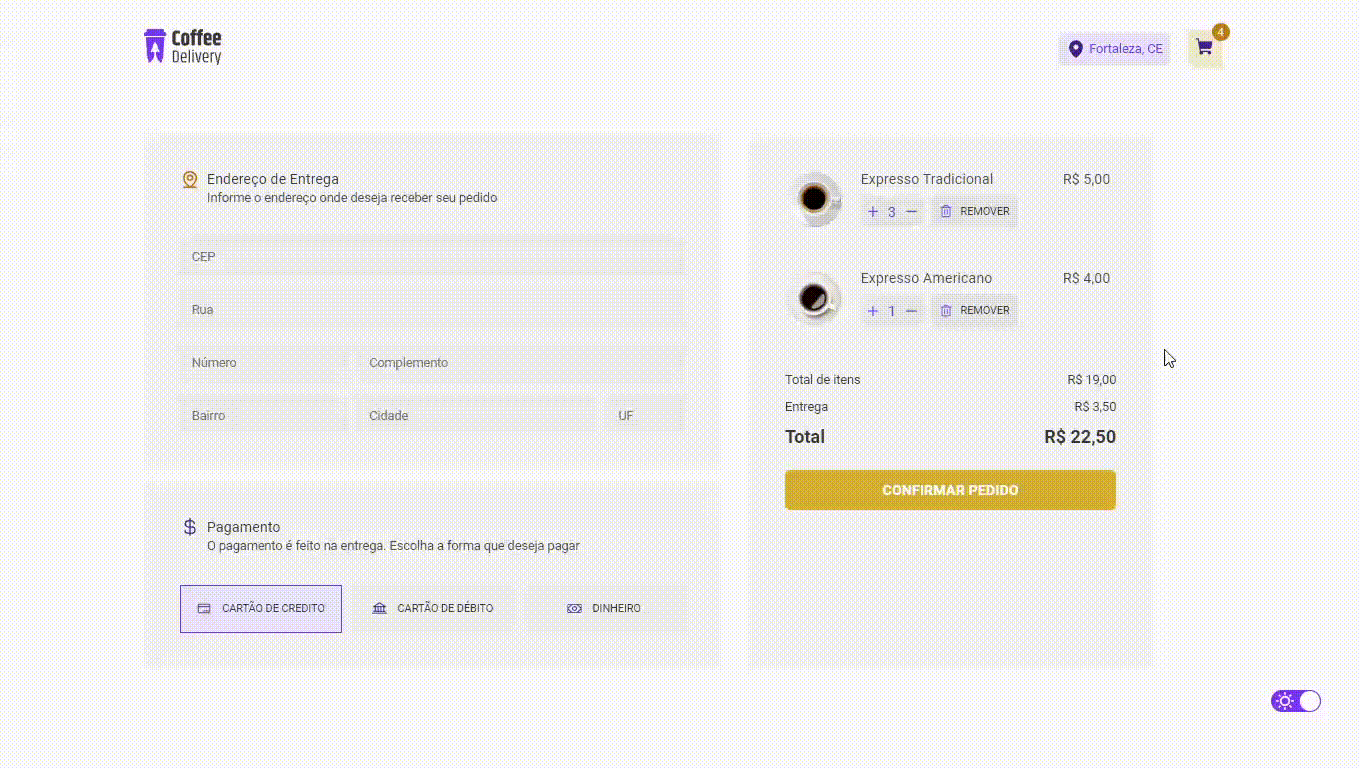 Coffee
Delivery
Fortaleza, CE
4
Endereço de Entrega
Informe o endereço onde deseja receber seu pedido
CEP
Rua
Número
Complemento
Bairro
Cidade
UF
Pagamento
O pagamento é feito na entrega. Escolha a forma que deseja pagar
CARTÃO DE CREDITO
CARTÃO DE DÉBITO
DINHEIRO
Expresso Tradicional
R$ 5,00
+ 3 −
REMOVER
Expresso Americano
R$ 4,00
+ 1 −
REMOVER
Total de itens
R$ 19,00
Entrega
R$ 3,50
Total
R$ 22,50
CONFIRMAR PEDIDO